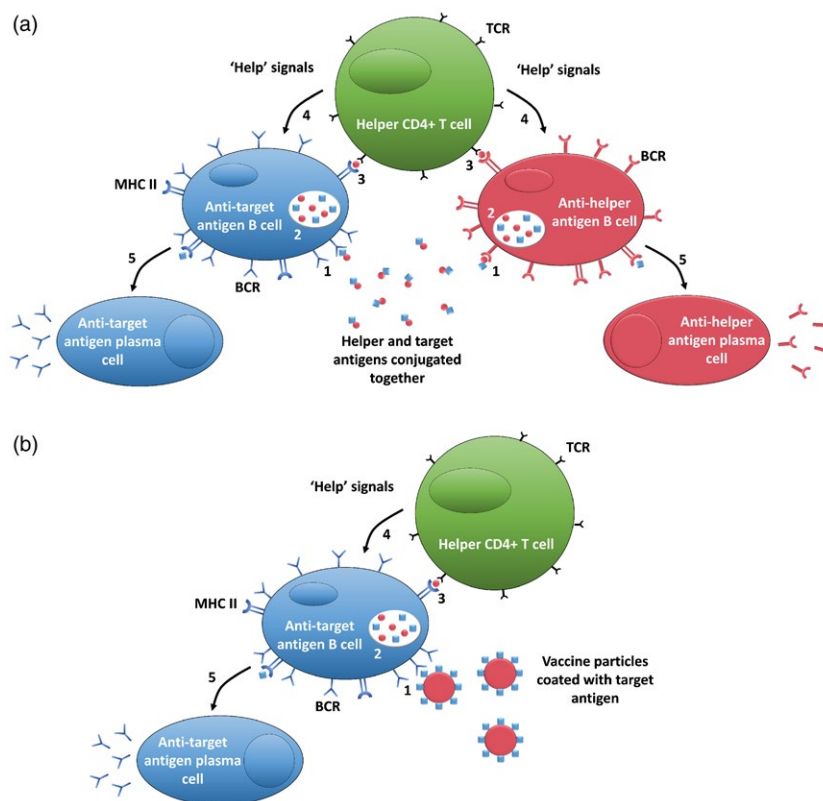 (a)
TCR
'Help' signals
'Help' signals
4
4
Helper CD4+ T cell
BCR
3
3
MHC II
Anti-target
antigen B cell
2
Anti-helper
antigen B cell
2
1
1
5
5
BCR
Anti-target
antigen plasma
cell
Helper and target
antigens conjugated
together
Anti-helper
antigen plasma
cell
(b)
TCR
'Help' signals
4
Helper CD4+ T cell
3
MHC II
Anti-target
antigen B cell
2
Vaccine particles
coated with target
antigen
5
1
BCR
Anti-target
antigen plasma
cell